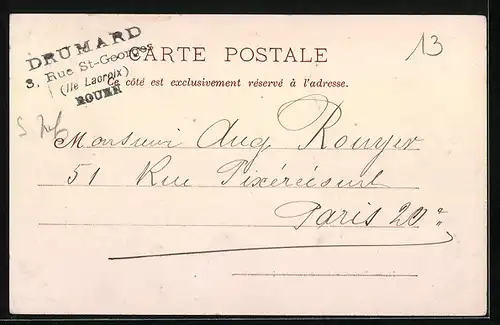 DRUMARD
3, Rue St-Georges
(Ile Lacroix)
ROUEN
CARTE POSTALE
Ce côté est exclusivement réservé à l'adresse.
13
Monsieur Aug. Rouyer
51 Rue Pixérécourt
Paris 20e